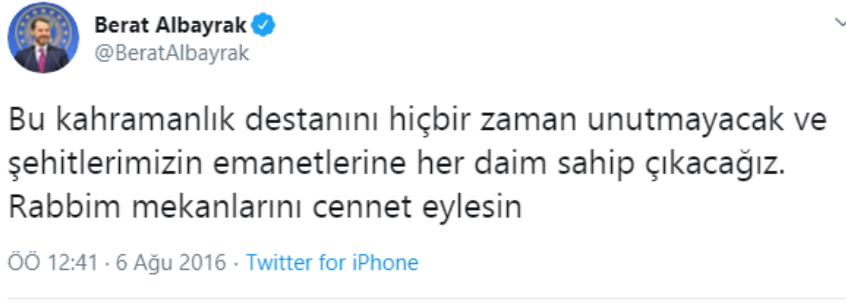 Berat Albayrak
@BeratAlbayrak
Bu kahramanlık destanını hiçbir zaman unutmayacak ve
şehitlerimizin emanetlerine her daim sahip çıkacağız.
Rabbim mekanlarını cennet eylesin
ÖÖ 12:41 · 6 Ağu 2016 · Twitter for iPhone